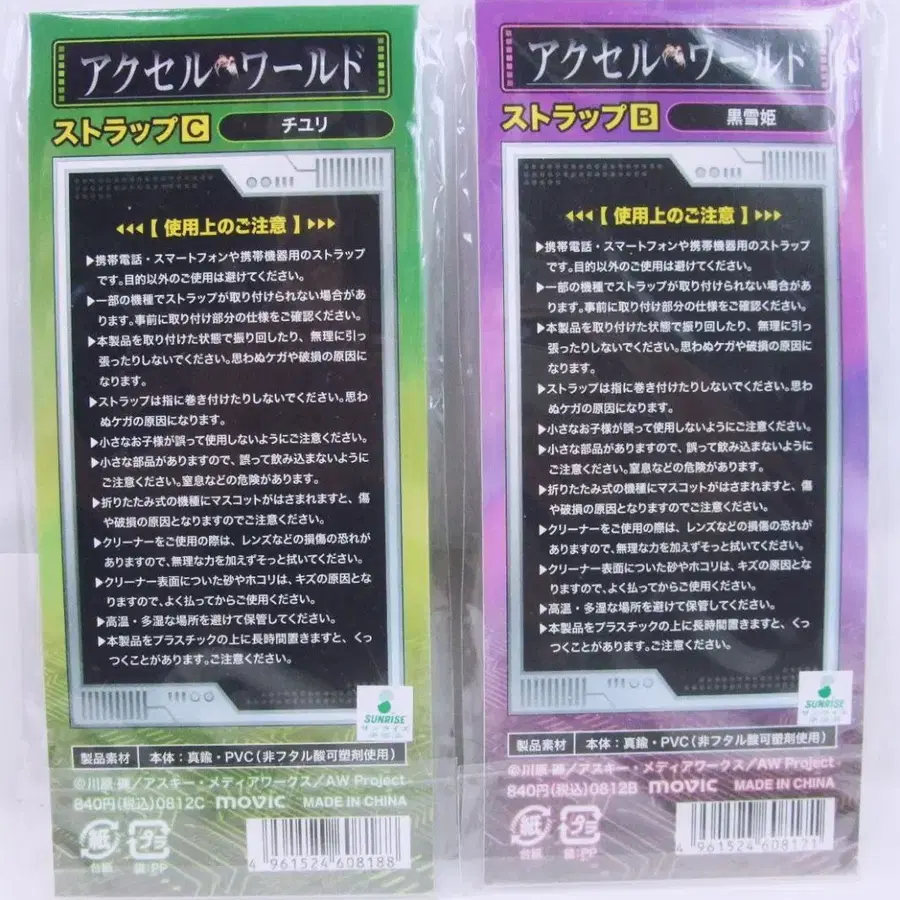 アクセル・ワールド
ストラップC チユリ
【使用上のご注意】
▶携帯電話・スマートフォンや携帯機器用のストラップ
です。目的以外のご使用は避けてください。
▶一部の機種でストラップが取り付けられない場合があ
ります。事前に取り付け部分の仕様をご確認ください。
▶本製品を取り付けた状態で振り回したり、無理に引っ
張ったりしないでください。思わぬケガや破損の原因に
なります。
▶ストラップは指に巻き付けたりしないでください。思わ
ぬケガの原因になります。
▶小さなお子様が誤って使用しないようにご注意ください。
▶小さな部品がありますので、誤って飲み込まないように
ご注意ください。窒息などの危険があります。
▶折りたたみ式の機種にマスコットがはさまれますと、傷
や破損の原因となりますのでご注意ください。
▶クリーナーをご使用の際は、レンズなどの損傷の恐れが
ありますので、無理な力を加えずそっと拭いてください。
▶クリーナー表面についた砂やホコリは、キズの原因とな
りますので、よく払ってからご使用ください。
▶高温・多湿な場所を避けて保管してください。
▶本製品をプラスチックの上に長時間置きますと、くっ
つくことがあります。ご注意ください。
SUNRISE
サンライズ
製品素材 本体：真鍮・PVC（非フタル酸可塑剤使用）
©川原 礫／アスキー・メディアワークス／AW Project
840円(税込)0812C movic MADE IN CHINA
紙 プラ
台紙 袋:PP
4 961524 608188
アクセル・ワールド
ストラップB 黒雪姫
【使用上のご注意】
▶携帯電話・スマートフォンや携帯機器用のストラップ
です。目的以外のご使用は避けてください。
▶一部の機種でストラップが取り付けられない場合があ
ります。事前に取り付け部分の仕様をご確認ください。
▶本製品を取り付けた状態で振り回したり、無理に引っ
張ったりしないでください。思わぬケガや破損の原因に
なります。
▶ストラップは指に巻き付けたりしないでください。思わ
ぬケガの原因になります。
▶小さなお子様が誤って使用しないようにご注意ください。
▶小さな部品がありますので、誤って飲み込まないように
ご注意ください。窒息などの危険があります。
▶折りたたみ式の機種にマスコットがはさまれますと、傷
や破損の原因となりますのでご注意ください。
▶クリーナーをご使用の際は、レンズなどの損傷の恐れが
ありますので、無理な力を加えずそっと拭いてください。
▶クリーナー表面についた砂やホコリは、キズの原因とな
りますので、よく払ってからご使用ください。
▶高温・多湿な場所を避けて保管してください。
▶本製品をプラスチックの上に長時間置きますと、くっ
つくことがあります。ご注意ください。
SUNRISE
サンライズ
製品素材 本体：真鍮・PVC（非フタル酸可塑剤使用）
©川原 礫／アスキー・メディアワークス／AW Project
840円(税込)0812B movic MADE IN CHINA
紙 プラ
台紙 袋:PP
4 961524 608171